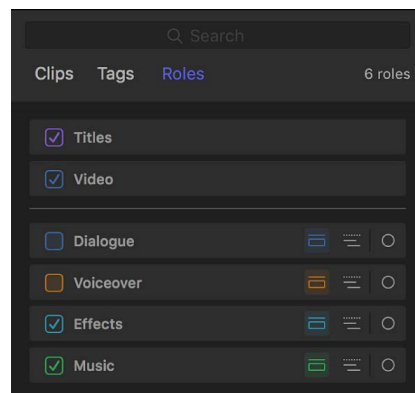 Search
Clips Tags Roles 6 roles
Titles
Video
Dialogue
Voiceover
Effects
Music